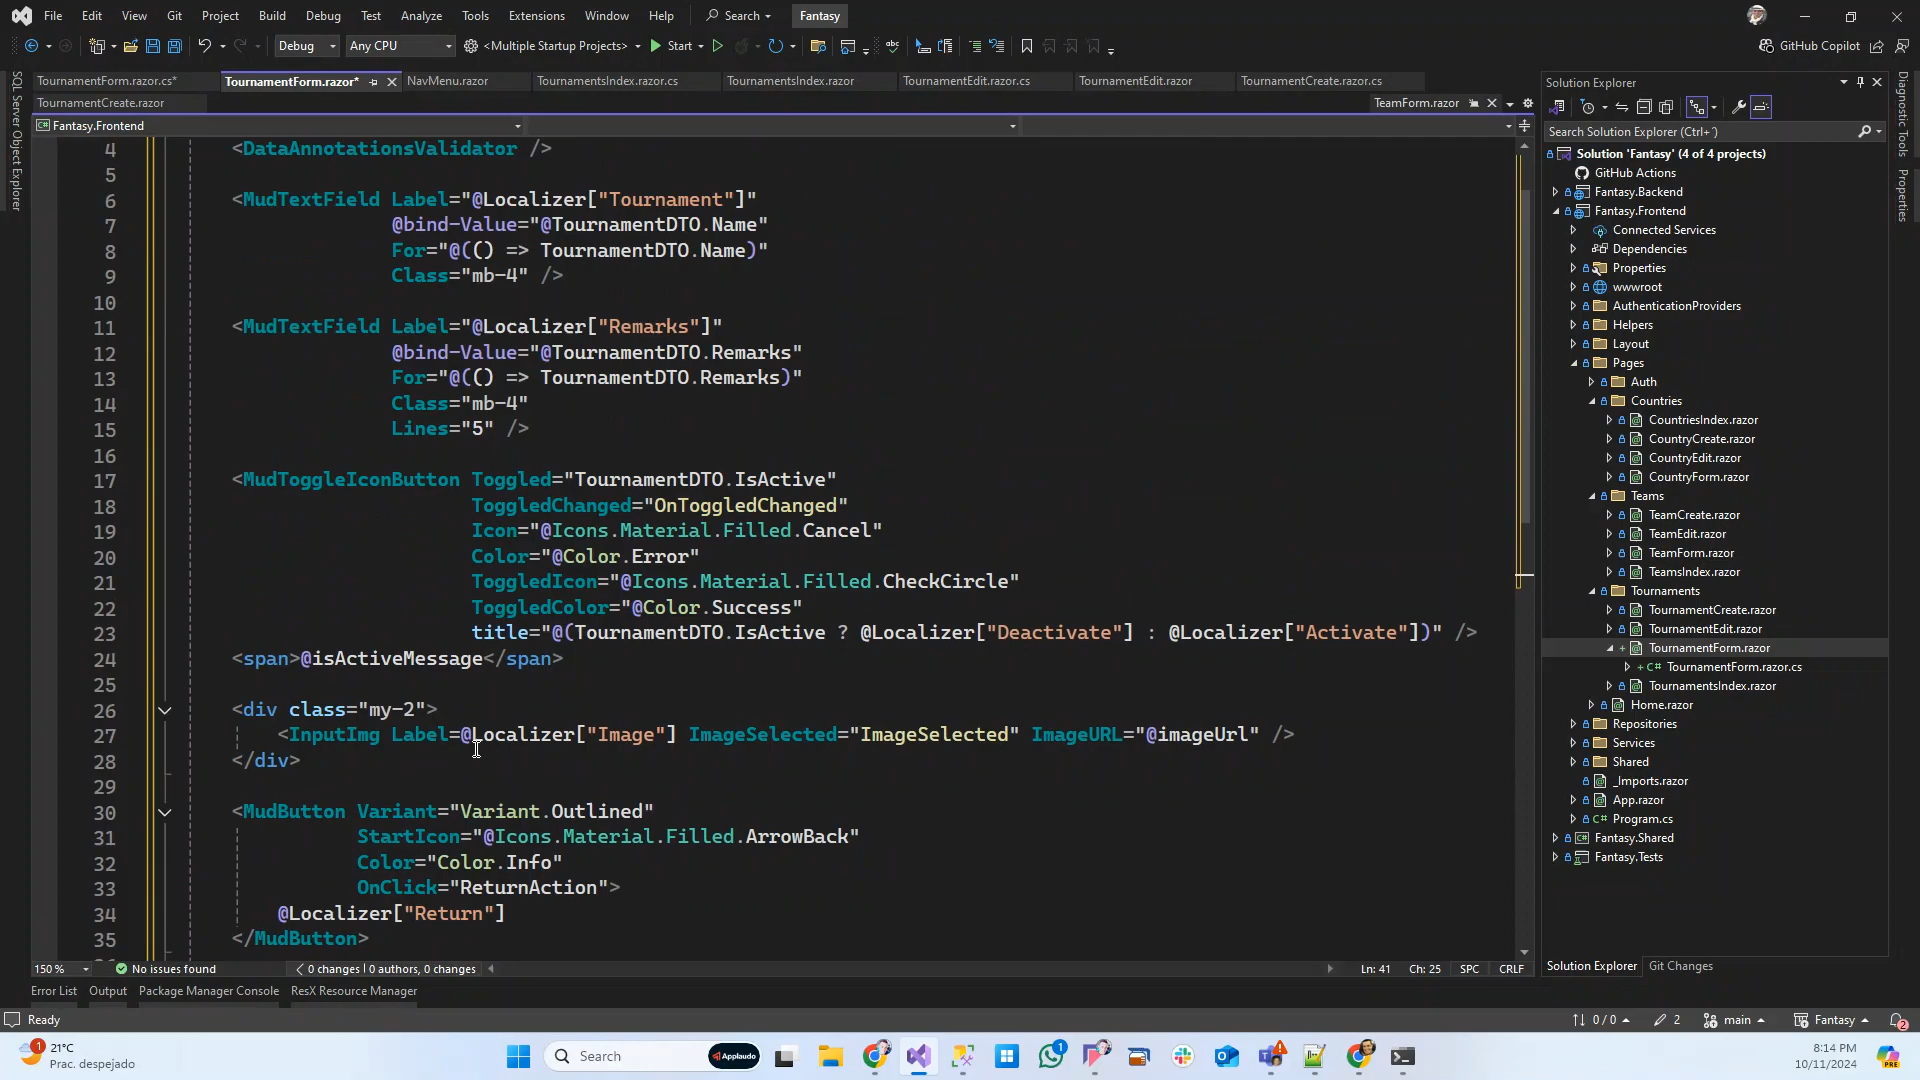 File Edit View Git Project Build Debug Test Analyze Tools Extensions Window Help Search Fantasy
Debug Any CPU <Multiple Startup Projects> Start GitHub Copilot
TournamentForm.razor.cs* TournamentForm.razor* NavMenu.razor TournamentsIndex.razor.cs TournamentsIndex.razor TournamentEdit.razor.cs TournamentEdit.razor TournamentCreate.razor.cs
TournamentCreate.razor TeamForm.razor
Fantasy.Frontend
4 <DataAnnotationsValidator />
5
6 <MudTextField Label="@Localizer["Tournament"]"
7 @bind-Value="@TournamentDTO.Name"
8 For="@(() => TournamentDTO.Name)"
9 Class="mb-4" />
10
11 <MudTextField Label="@Localizer["Remarks"]"
12 @bind-Value="@TournamentDTO.Remarks"
13 For="@(() => TournamentDTO.Remarks)"
14 Class="mb-4"
15 Lines="5" />
16
17 <MudToggleIconButton Toggled="TournamentDTO.IsActive"
18 ToggledChanged="OnToggledChanged"
19 Icon="@Icons.Material.Filled.Cancel"
20 Color="@Color.Error"
21 ToggledIcon="@Icons.Material.Filled.CheckCircle"
22 ToggledColor="@Color.Success"
23 title="@(TournamentDTO.IsActive ? @Localizer["Deactivate"] : @Localizer["Activate"])" />
24 <span>@isActiveMessage</span>
25
26 <div class="my-2">
27 <InputImg Label=@Localizer["Image"] ImageSelected="ImageSelected" ImageURL="@imageUrl" />
28 </div>
29
30 <MudButton Variant="Variant.Outlined"
31 StartIcon="@Icons.Material.Filled.ArrowBack"
32 Color="Color.Info"
33 OnClick="ReturnAction">
34 @Localizer["Return"]
35 </MudButton>
150 % No issues found 0 changes | 0 authors, 0 changes Ln: 41 Ch: 25 SPC CRLF
Error List Output Package Manager Console ResX Resource Manager
Ready 0 / 0 2 main Fantasy 2
SQL Server Object Explorer
Solution Explorer
Search Solution Explorer (Ctrl+´)
Solution 'Fantasy' (4 of 4 projects)
GitHub Actions
Fantasy.Backend
Fantasy.Frontend
Connected Services
Dependencies
Properties
wwwroot
AuthenticationProviders
Helpers
Layout
Pages
Auth
Countries
CountriesIndex.razor
CountryCreate.razor
CountryEdit.razor
CountryForm.razor
Teams
TeamCreate.razor
TeamEdit.razor
TeamForm.razor
TeamsIndex.razor
Tournaments
TournamentCreate.razor
TournamentEdit.razor
TournamentForm.razor
TournamentForm.razor.cs
TournamentsIndex.razor
Home.razor
Repositories
Services
Shared
_Imports.razor
App.razor
Program.cs
Fantasy.Shared
Fantasy.Tests
Solution Explorer Git Changes
Diagnostic Tools
Properties
1 21°C
Prac. despejado
Search Applaudo
1
8:14 PM
10/11/2024
PRE